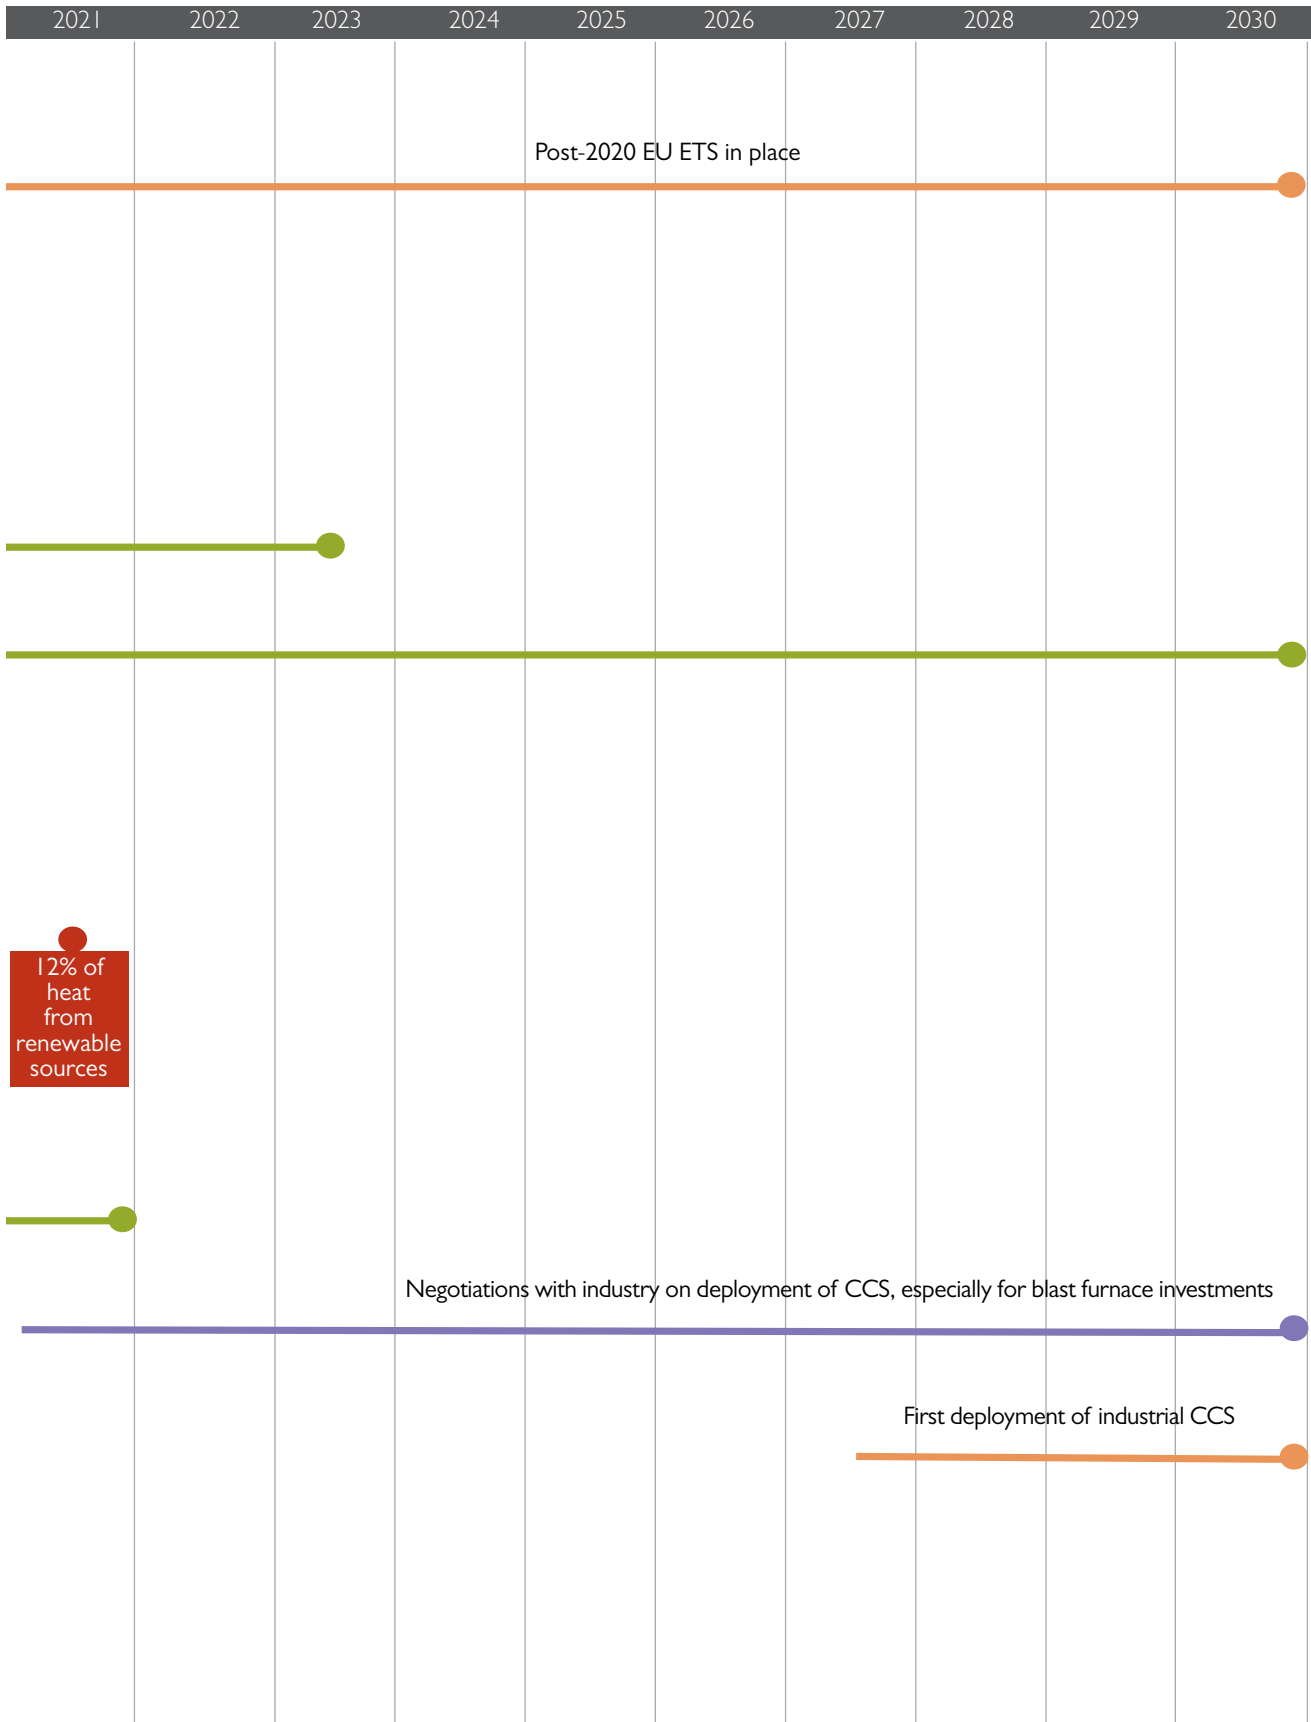 2021 2022 2023 2024 2025 2026 2027 2028 2029 2030
Post-2020 EU ETS in place
12% of
heat
from
renewable
sources
Negotiations with industry on deployment of CCS, especially for blast furnace investments
First deployment of industrial CCS